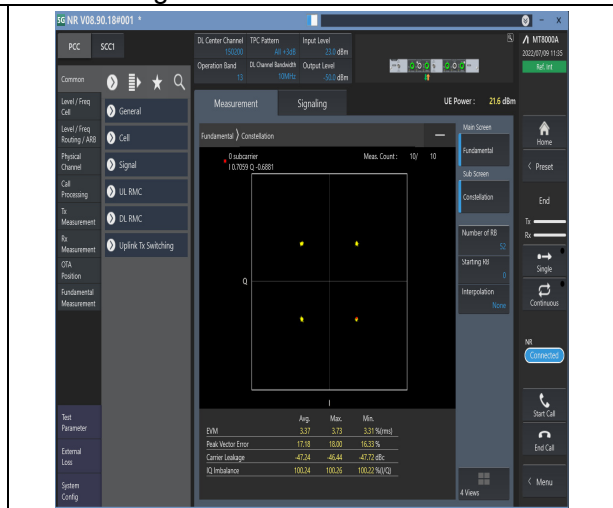 5G NR V08.90.18#001 *
PCC
SCC1
DL Center Channel
150200
TPC Pattern
All +3dB
Input Level
23.0 dBm
Operation Band
13
DL Channel Bandwidth
10MHz
Output Level
-50.0 dBm
MT8000A
2022/07/09 11:35
Ref. Int
Common
Level / Freq
Cell
Level / Freq
Routing / ARB
Physical
Channel
Call
Processing
Tx
Measurement
Rx
Measurement
OTA
Position
Fundamental
Measurement
Test
Parameter
External
Loss
System
Config
General
Cell
Signal
UL RMC
DL RMC
Uplink Tx Switching
Measurement
Signaling
UE Power : 21.6 dBm
Fundamental > Constellation
0 subcarrier
I 0.7059 Q -0.6881
Meas. Count : 10/ 10
Q
I
Avg. Max. Min.
EVM 3.37 3.73 3.31 %(rms)
Peak Vector Error 17.18 18.00 16.33 %
Carrier Leakage -47.24 -46.44 -47.72 dBc
IQ Imbalance 100.24 100.26 100.22 %(I/Q)
Main Screen
Fundamental
Sub Screen
Constellation
Number of RB
52
Starting RB
0
Interpolation
None
4 Views
Home
< Preset
End
Tx
Rx
Single
Continuous
NR
Connected
Start Call
End Call
< Menu